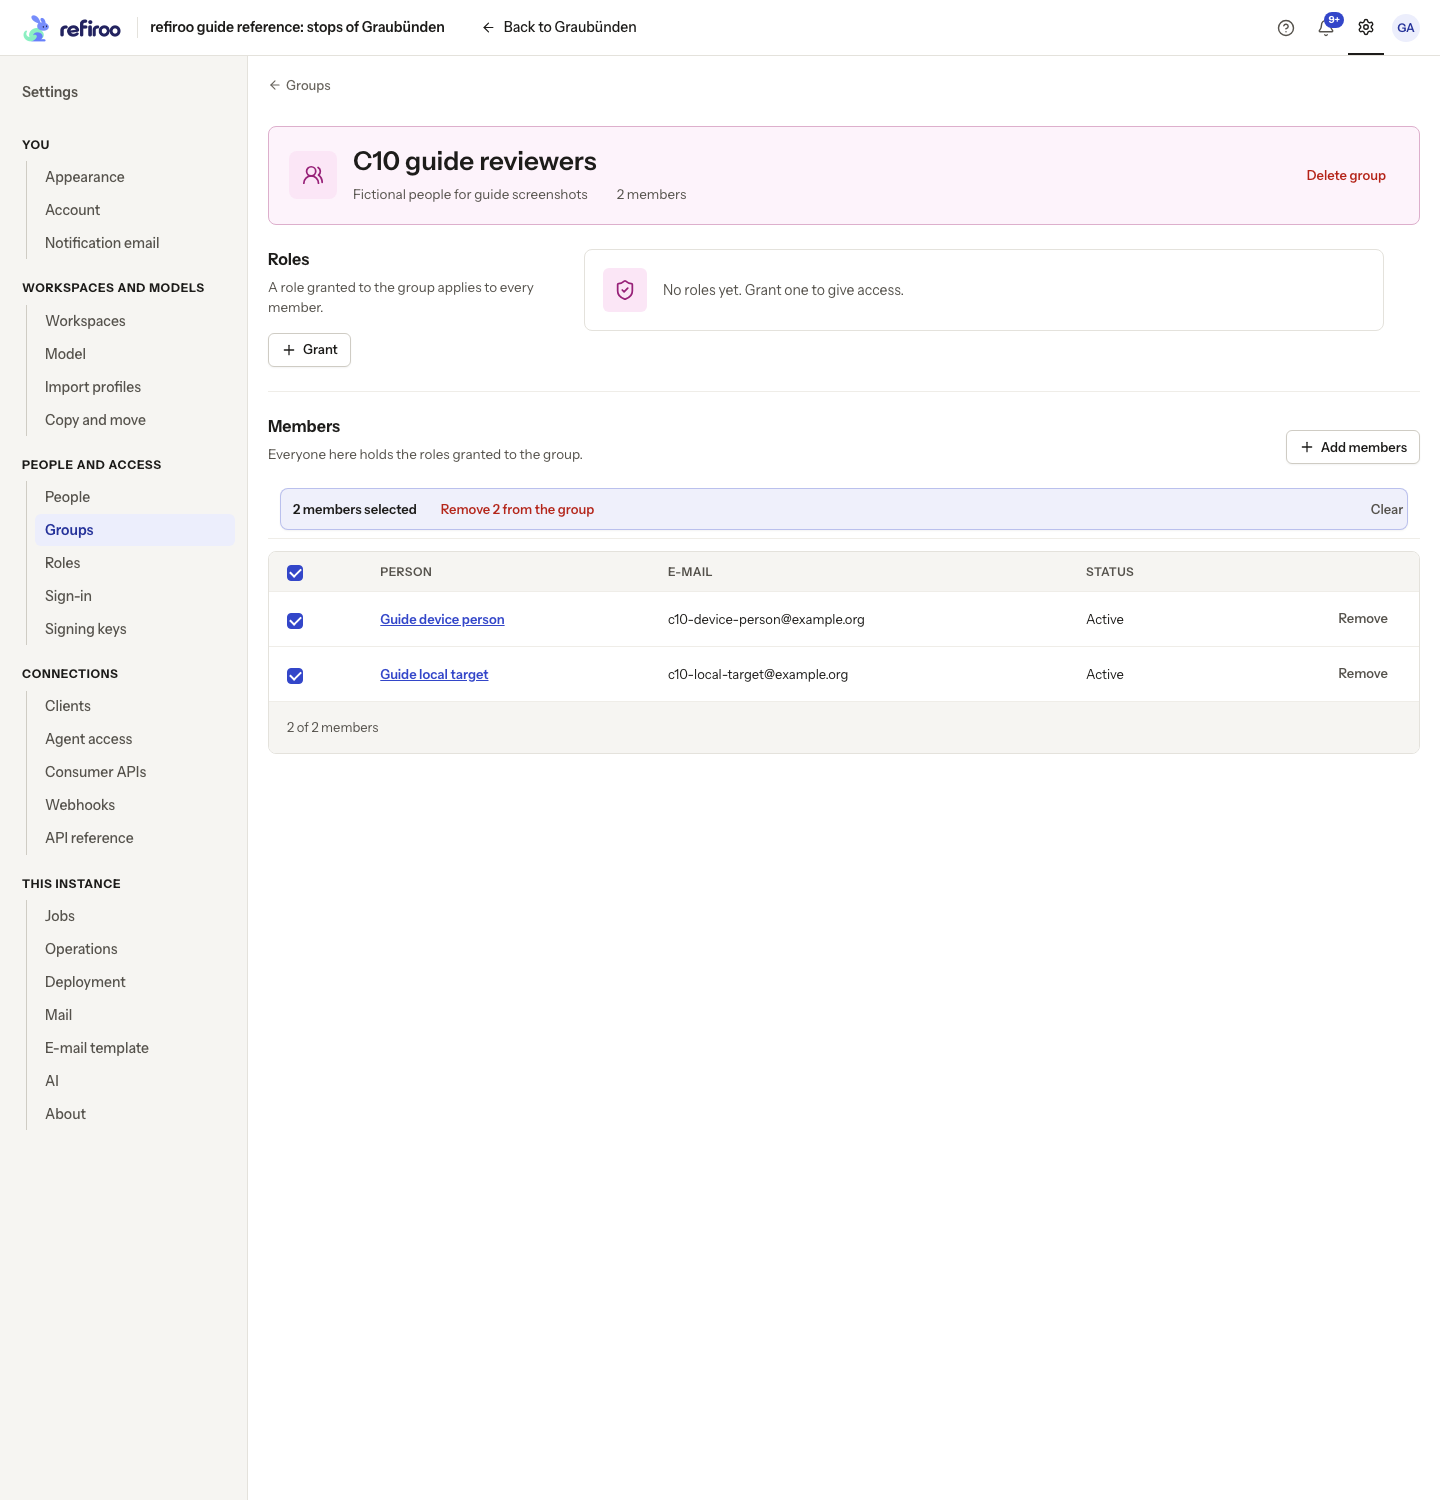 refiroo
refiroo guide reference: stops of Graubünden
Back to Graubünden
9+
GA
Settings
YOU
Appearance
Account
Notification email
WORKSPACES AND MODELS
Workspaces
Model
Import profiles
Copy and move
PEOPLE AND ACCESS
People
Groups
Roles
Sign-in
Signing keys
CONNECTIONS
Clients
Agent access
Consumer APIs
Webhooks
API reference
THIS INSTANCE
Jobs
Operations
Deployment
Mail
E-mail template
AI
About
Groups
C10 guide reviewers
Fictional people for guide screenshots 2 members
Delete group
Roles
A role granted to the group applies to every
member.
Grant
No roles yet. Grant one to give access.
Members
Everyone here holds the roles granted to the group.
Add members
2 members selected Remove 2 from the group Clear
PERSON E-MAIL STATUS
Guide device person c10-device-person@example.org Active Remove
Guide local target c10-local-target@example.org Active Remove
2 of 2 members